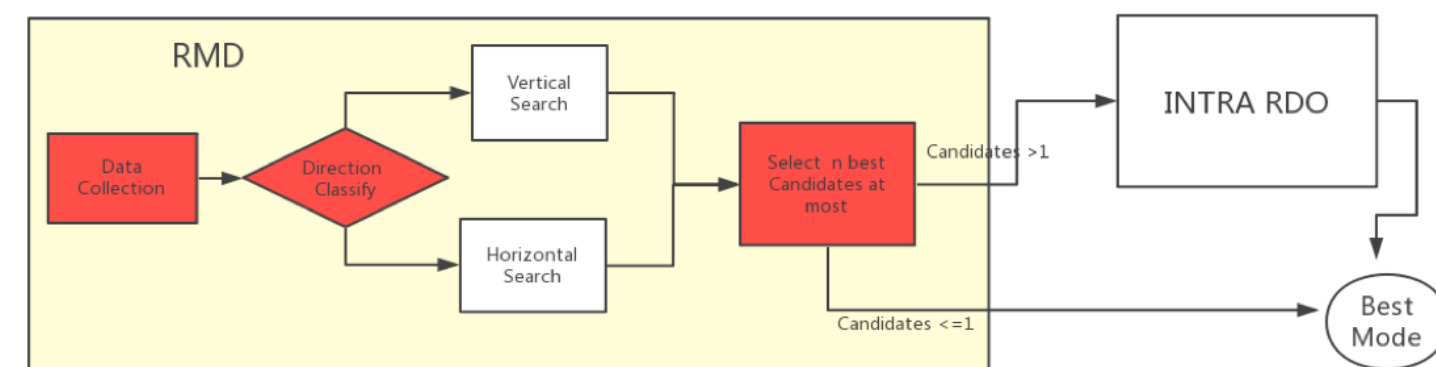 RMD
Data
Collection
Direction
Classify
Vertical
Search
Horizontal
Search
Select n best
Candidates at
most
Candidates >1
Candidates <=1
INTRA RDO
Best
Mode